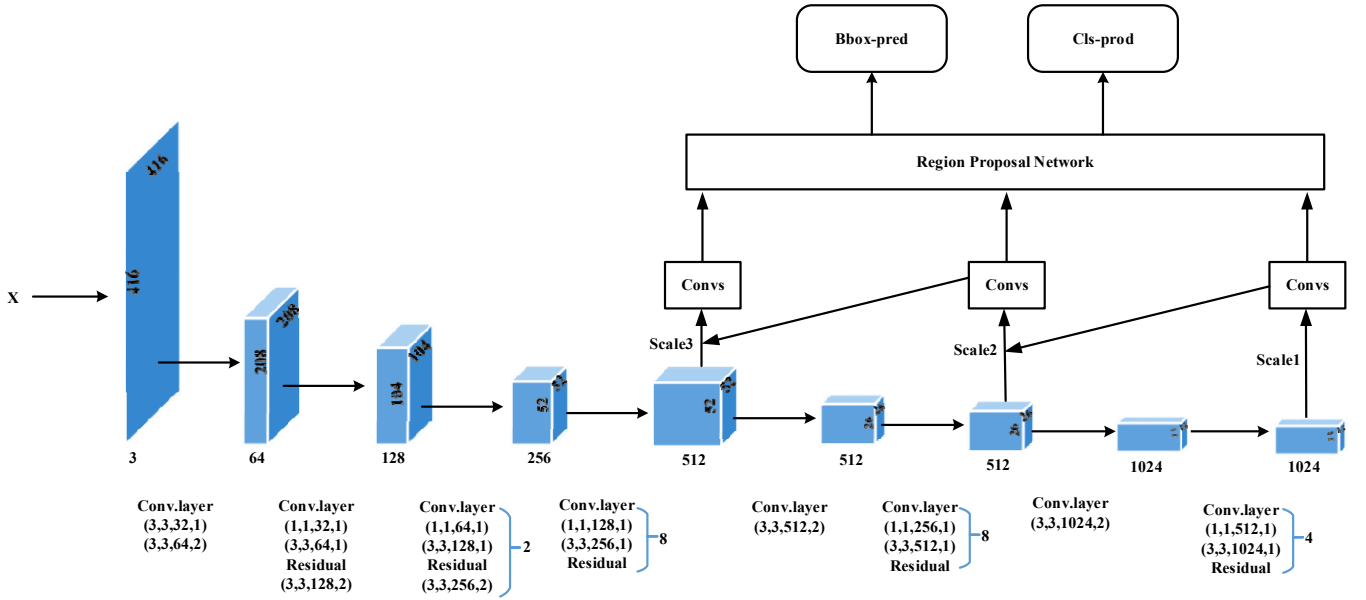 Bbox-pred
Cls-prod
Region Proposal Network
Convs
Convs
Convs
Scale3
Scale2
Scale1
X
416
416
208
208
104
104
52
52
52
52
26
26
3
64
128
256
512
512
512
1024
1024
Conv.layer
(3,3,32,1)
(3,3,64,2)
Conv.layer
(1,1,32,1)
(3,3,64,1)
Residual
(3,3,128,2)
Conv.layer
(1,1,64,1)
(3,3,128,1)
Residual
(3,3,256,2)
2
Conv.layer
(1,1,128,1)
(3,3,256,1)
Residual
8
Conv.layer
(3,3,512,2)
Conv.layer
(1,1,256,1)
(3,3,512,1)
Residual
8
Conv.layer
(3,3,1024,2)
Conv.layer
(1,1,512,1)
(3,3,1024,1)
Residual
4